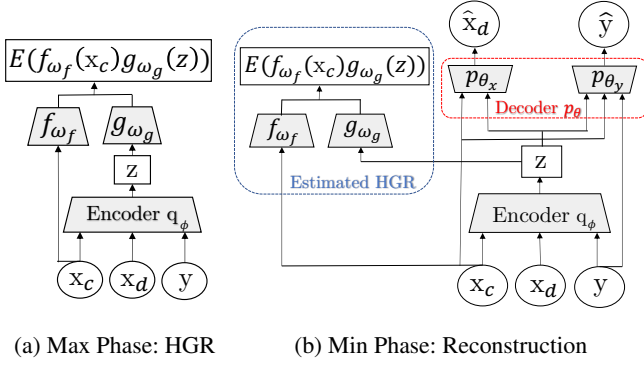 E(f_{ω_f}(x_c)g_{ω_g}(z))
f_{ω_f}
g_{ω_g}
z
Encoder q_ϕ
x_c
x_d
y
(a) Max Phase: HGR
x̂_d
ŷ
E(f_{ω_f}(x_c)g_{ω_g}(z))
p_{θ_x}
p_{θ_y}
Decoder p_θ
f_{ω_f}
g_{ω_g}
Estimated HGR
z
Encoder q_ϕ
x_c
x_d
y
(b) Min Phase: Reconstruction